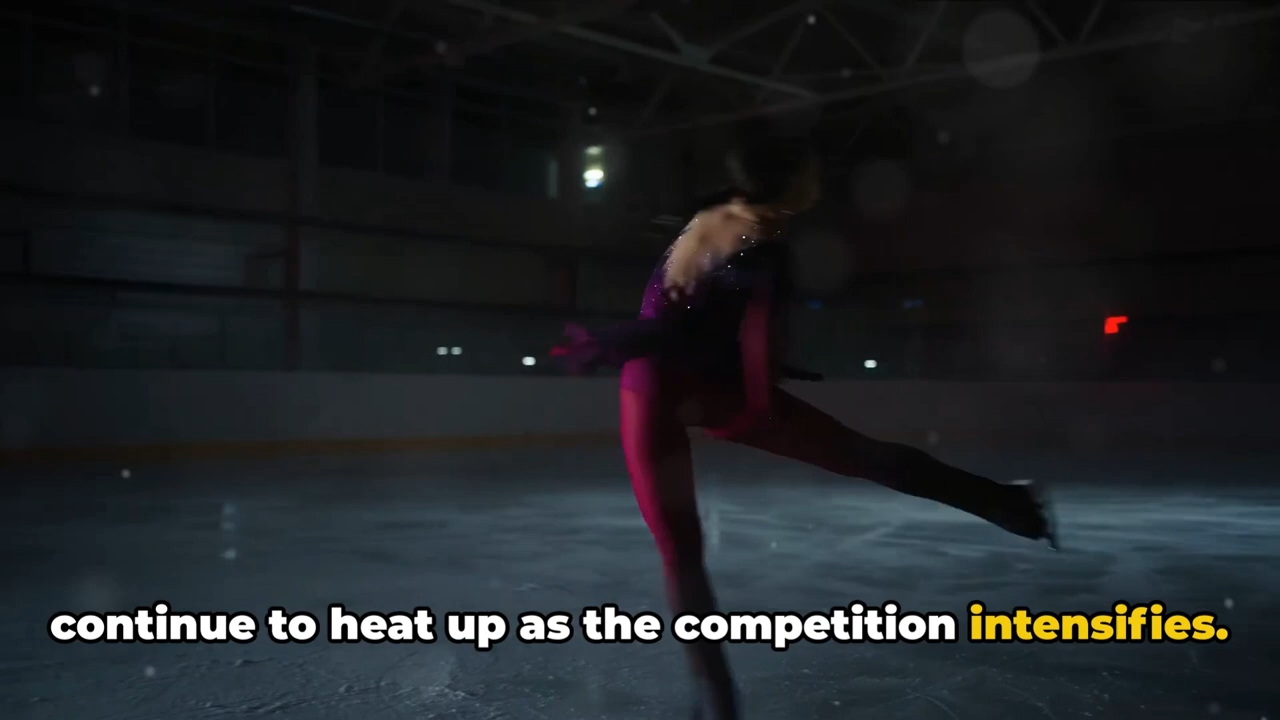 continue to heat up as the competition intensifies.